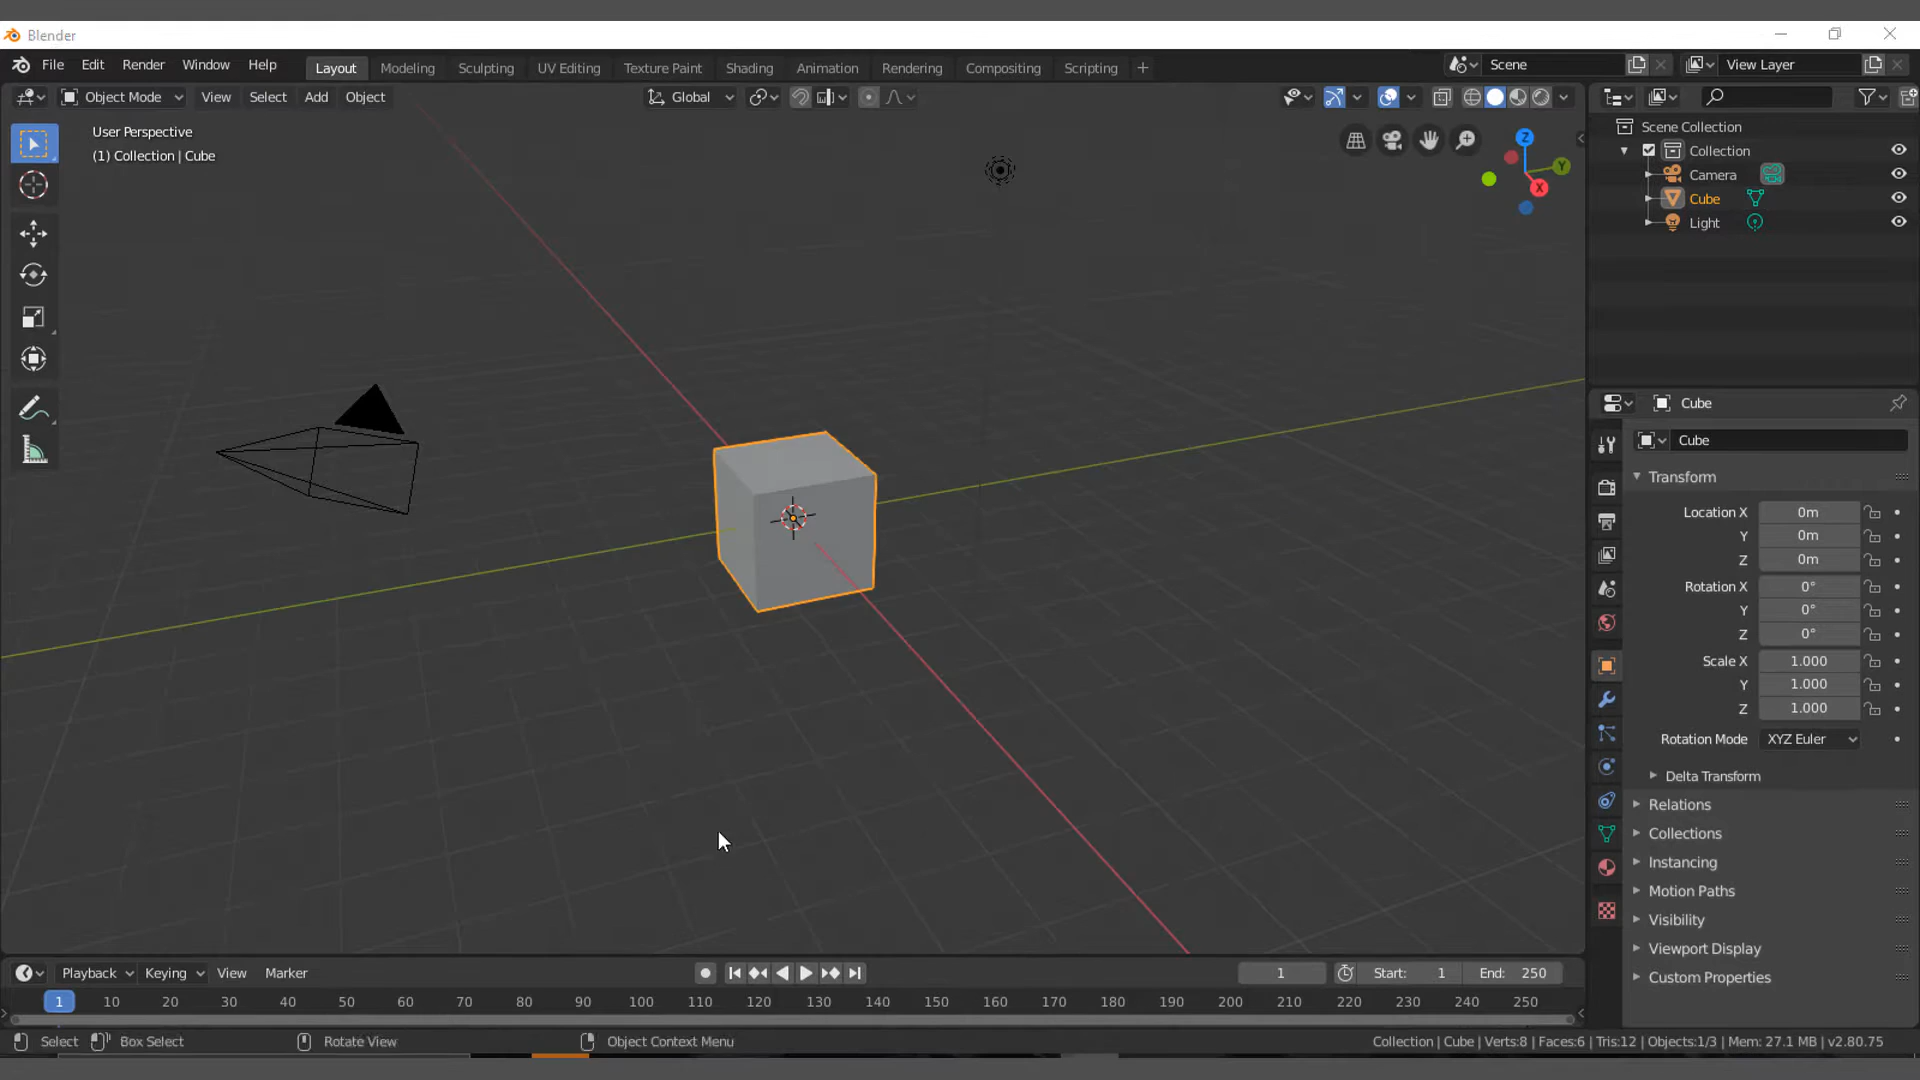 Blender
File Edit Render Window Help Layout Modeling Sculpting UV Editing Texture Paint Shading Animation Rendering Compositing Scripting + Scene View Layer
Object Mode View Select Add Object Global
User Perspective
(1) Collection | Cube
Z
Y
X
Scene Collection
Collection
Camera
Cube
Light
Cube
Cube
Transform
Location X 0m
Y 0m
Z 0m
Rotation X 0°
Y 0°
Z 0°
Scale X 1.000
Y 1.000
Z 1.000
Rotation Mode XYZ Euler
Delta Transform
Relations
Collections
Instancing
Motion Paths
Visibility
Viewport Display
Custom Properties
Playback Keying View Marker 1 Start: 1 End: 250
1 10 20 30 40 50 60 70 80 90 100 110 120 130 140 150 160 170 180 190 200 210 220 230 240 250
Select Box Select Rotate View Object Context Menu Collection | Cube | Verts:8 | Faces:6 | Tris:12 | Objects:1/3 | Mem: 27.1 MB | v2.80.75